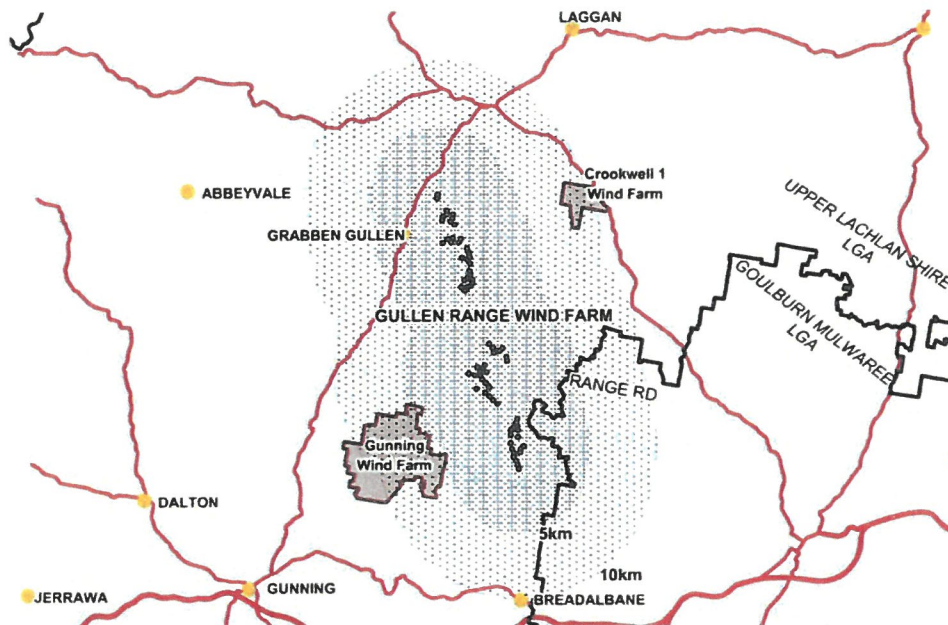 LAGGAN
ABBEYVALE
Crookwell 1
Wind Farm
UPPER LACHLAN SHIRE
LGA
GRABBEN GULLEN
GOULBURN MULWAREE
LGA
GULLEN RANGE WIND FARM
RANGE RD
Gunning
Wind Farm
DALTON
5km
10km
GUNNING
JERRAWA
BREADALBANE